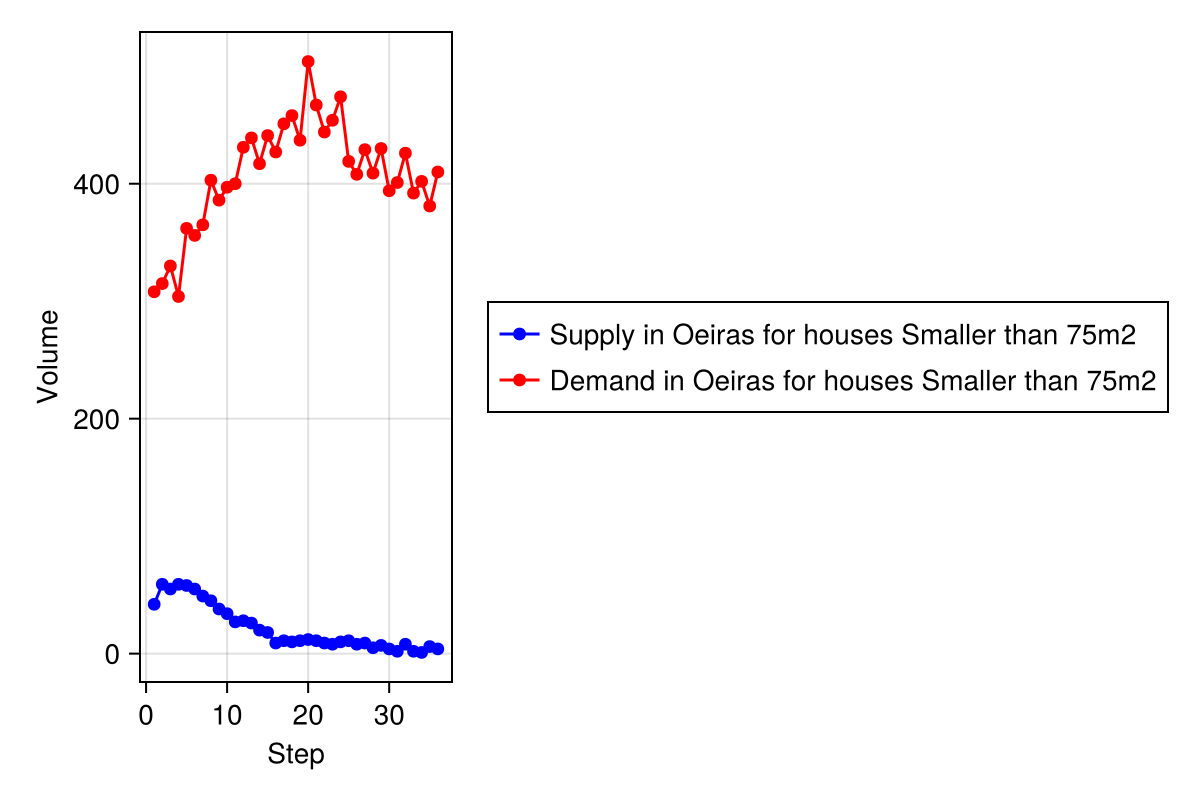 400
200
0
Volume
0 10 20 30
Step
Supply in Oeiras for houses Smaller than 75m2
Demand in Oeiras for houses Smaller than 75m2